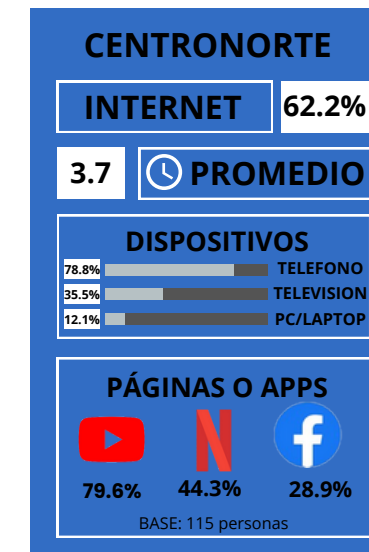 CENTRONORTE
INTERNET 62.2%
3.7 PROMEDIO
DISPOSITIVOS
78.8% TELEFONO
35.5% TELEVISION
12.1% PC/LAPTOP
PÁGINAS O APPS
79.6% 44.3% 28.9%
BASE: 115 personas